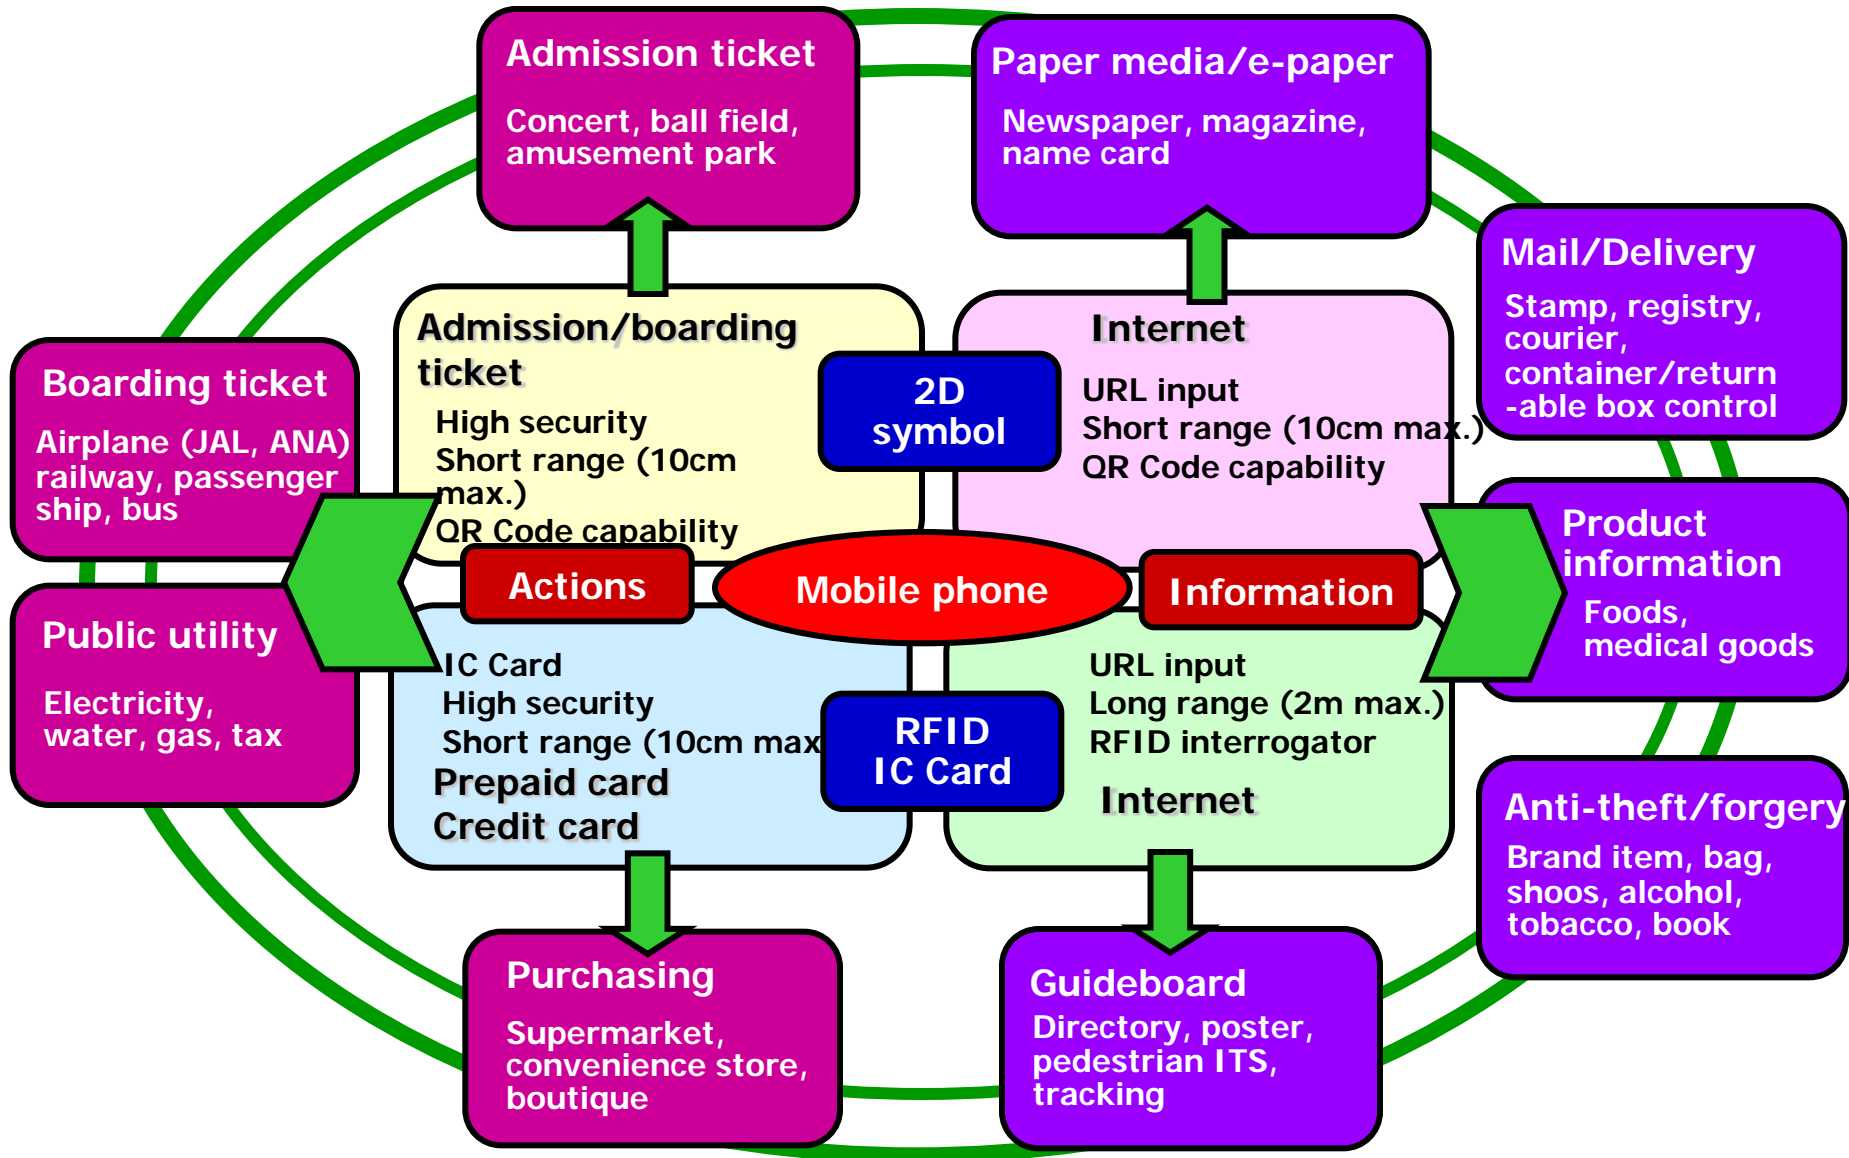 Admission ticket
Concert, ball field,
amusement park
Paper media/e-paper
Newspaper, magazine,
name card
Mail/Delivery
Stamp, registry,
courier,
container/return
-able box control
Boarding ticket
Airplane (JAL, ANA)
railway, passenger
ship, bus
Admission/boarding
ticket
High security
Short range (10cm
max.)
QR Code capability
2D
symbol
Internet
URL input
Short range (10cm max.)
QR Code capability
Product
information
Foods,
medical goods
Actions
Mobile phone
Information
Public utility
Electricity,
water, gas, tax
IC Card
High security
Short range (10cm max
Prepaid card
Credit card
RFID
IC Card
URL input
Long range (2m max.)
RFID interrogator
Internet
Anti-theft/forgery
Brand item, bag,
shoos, alcohol,
tobacco, book
Purchasing
Supermarket,
convenience store,
boutique
Guideboard
Directory, poster,
pedestrian ITS,
tracking